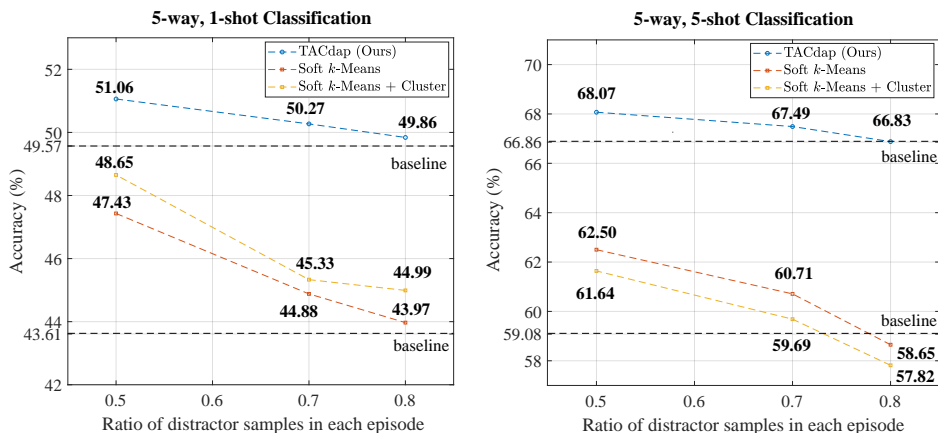 5-way, 1-shot Classification
TACdap (Ours)
Soft k-Means
Soft k-Means + Cluster
52
50
49.57
48
46
44
43.61
42
Accuracy (%)
51.06
50.27
49.86
baseline
48.65
47.43
45.33
44.99
44.88
43.97
baseline
0.5
0.6
0.7
0.8
Ratio of distractor samples in each episode
5-way, 5-shot Classification
TACdap (Ours)
Soft k-Means
Soft k-Means + Cluster
70
68
66.86
66
64
62
60
59.08
58
Accuracy (%)
68.07
67.49
66.83
baseline
62.50
61.64
60.71
59.69
baseline
58.65
57.82
0.5
0.6
0.7
0.8
Ratio of distractor samples in each episode